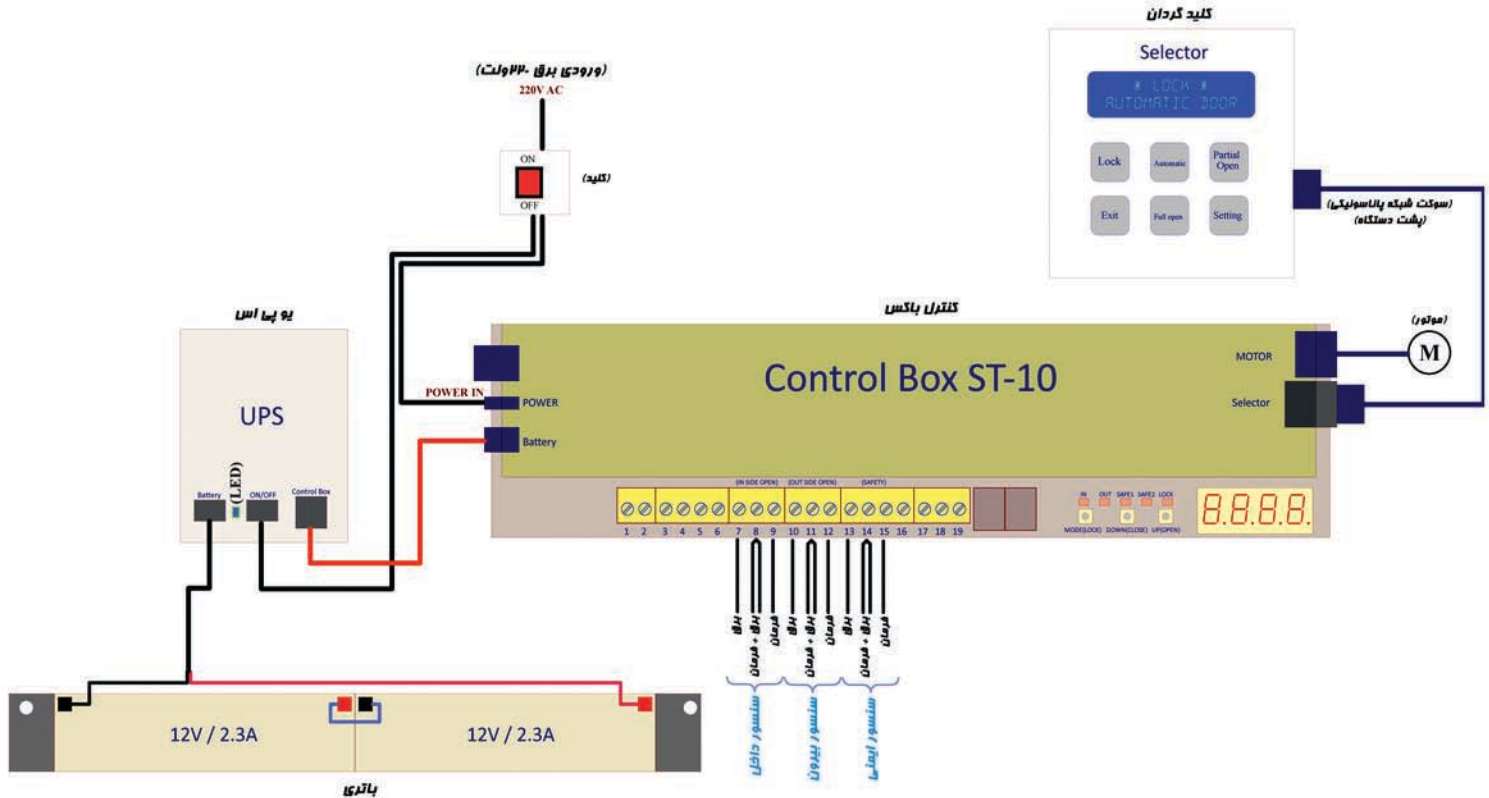 کلید گردان
Selector
* LOCK *
AUTOMATIC DOOR
Lock
Automatic
Partial
Open
Exit
Full open
Setting
(سوکت شبکه پاناسونیکی)
(پشت دستگاه)
(ورودی برق ۲۲۰ولت)
220V AC
ON
OFF
(کلید)
یو پی اس
UPS
Battery
(LED)
ON/OFF
Control Box
کنترل باکس
Control Box ST-10
POWER IN
POWER
Battery
MOTOR
Selector
(موتور)
M
(IN SIDE OPEN) (OUT SIDE OPEN) (SAFETY)
1 2 3 4 5 6 7 8 9 10 11 12 13 14 15 16 17 18 19
IN OUT SAFE1 SAFE2 LOCK
MODE(LOCK) DOWN(CLOSE) UP(OPEN)
8.8.8.8.
برق
برق + فرمان
فرمان
برق
برق + فرمان
فرمان
برق
برق + فرمان
فرمان
سنسور داخل
سنسور بیرون
سنسور ایمنی
12V / 2.3A
12V / 2.3A
باتری